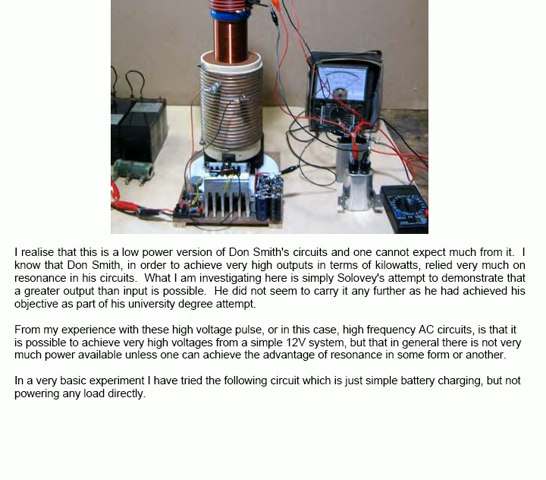 I realise that this is a low power version of Don Smith's circuits and one cannot expect much from it. I
know that Don Smith, in order to achieve very high outputs in terms of kilowatts, relied very much on
resonance in his circuits. What I am investigating here is simply Solovey's attempt to demonstrate that
a greater output than input is possible. He did not seem to carry it any further as he had achieved his
objective as part of his university degree attempt.
From my experience with these high voltage pulse, or in this case, high frequency AC circuits, is that it
is possible to achieve very high voltages from a simple 12V system, but that in general there is not very
much power available unless one can achieve the advantage of resonance in some form or another.
In a very basic experiment I have tried the following circuit which is just simple battery charging, but not
powering any load directly.